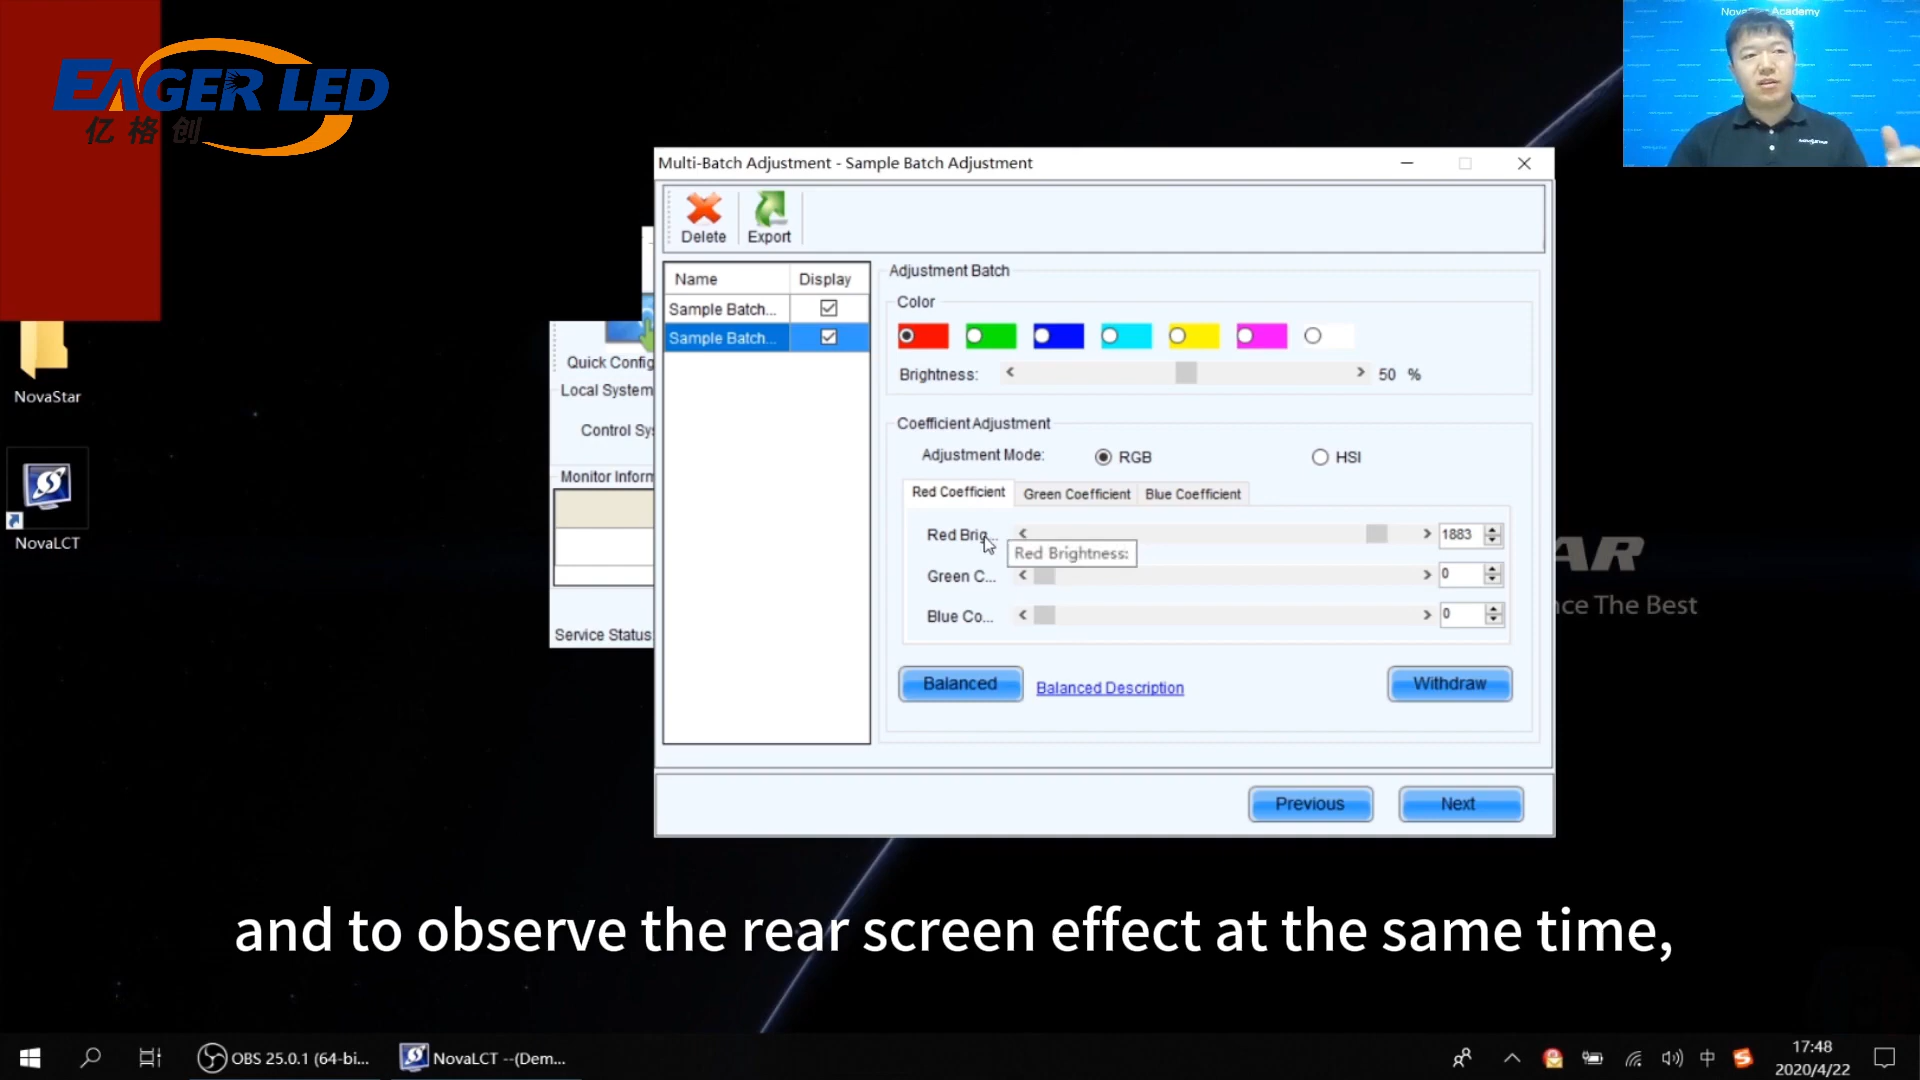 EAGER LED
亿格创
NovaStar Academy
NovaStar
NovaLCT
Quick Config
Local System
Control Sy
Monitor Inform
Service Status
Multi-Batch Adjustment - Sample Batch Adjustment
Delete
Export
Name
Display
Sample Batch...
Sample Batch...
Adjustment Batch
Color
Brightness:
50 %
Coefficient Adjustment
Adjustment Mode:
RGB
HSI
Red Coefficient
Green Coefficient
Blue Coefficient
Red Brig...
1883
Red Brightness:
Green C...
0
Blue Co...
0
Balanced
Balanced Description
Withdraw
Previous
Next
AR
ce The Best
and to observe the rear screen effect at the same time,
OBS 25.0.1 (64-bi...
NovaLCT --(Dem...
中
17:48
2020/4/22